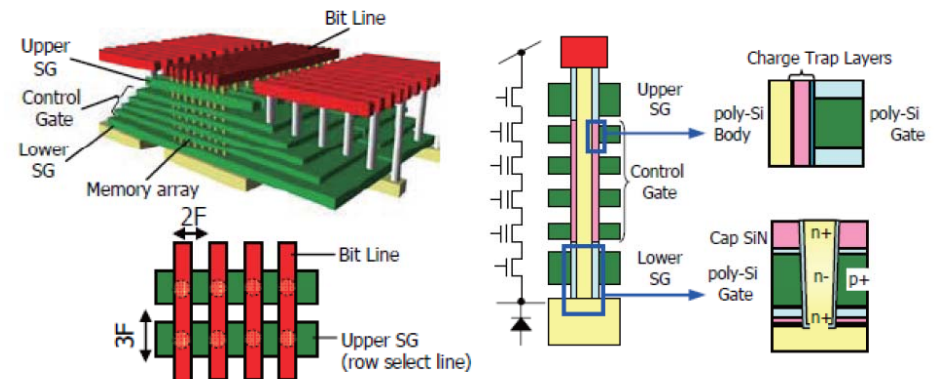 Bit Line
Upper
SG
Control
Gate
Lower
SG
Memory array
2F
Bit Line
3F
Upper SG
(row select line)
Upper
SG
Control
Gate
Lower
SG
Charge Trap Layers
poly-Si
Body
poly-Si
Gate
Cap SiN
poly-Si
Gate
n+
n-
p+
n+